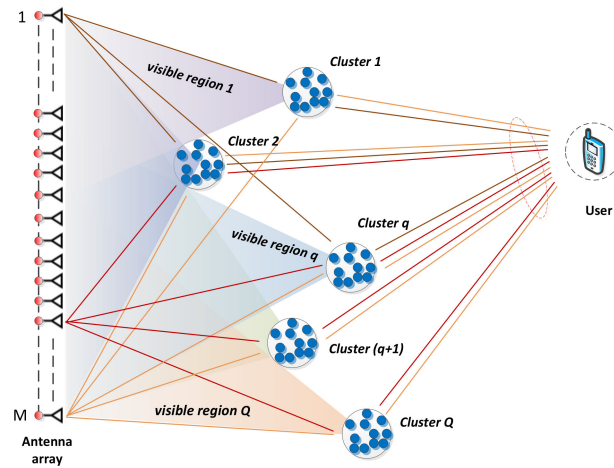 1
Cluster 1
visible region 1
Cluster 2
User
Cluster q
visible region q
Cluster (q+1)
visible region Q
M
Cluster Q
Antenna
array